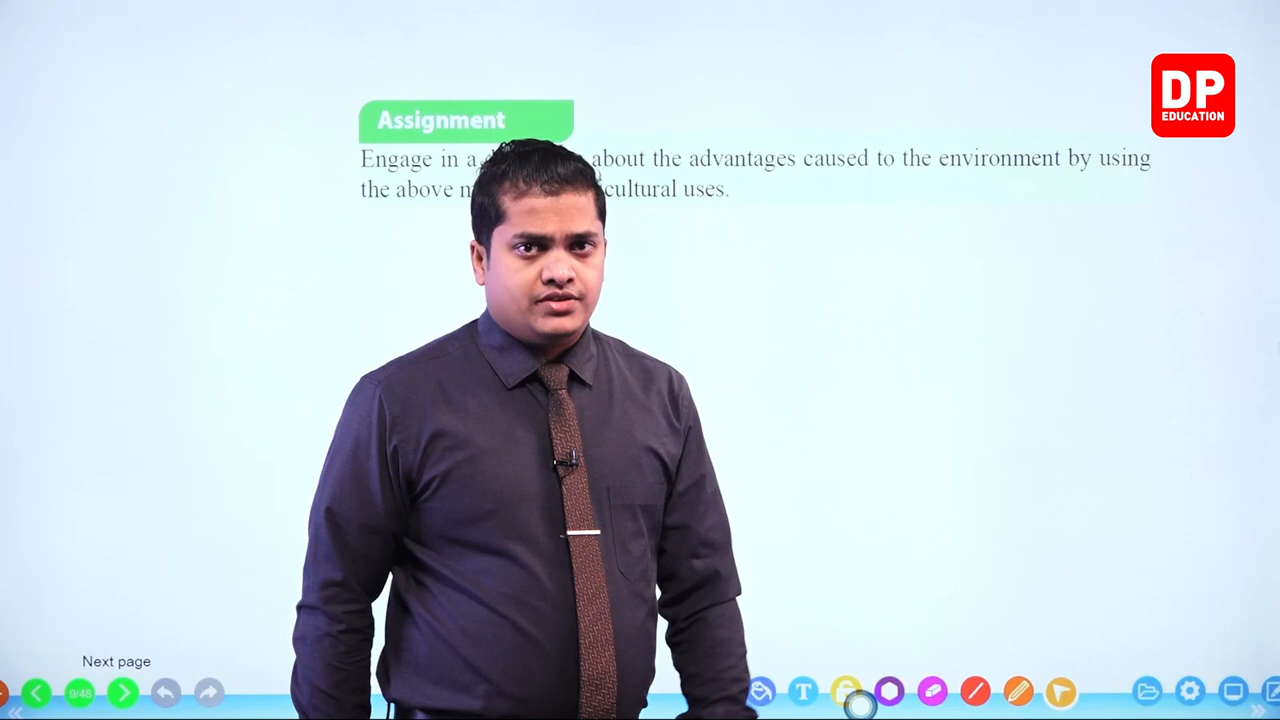 DP
EDUCATION
Assignment
Engage in a about the advantages caused to the environment by using
the above cultural uses.
Next page
9/48
T